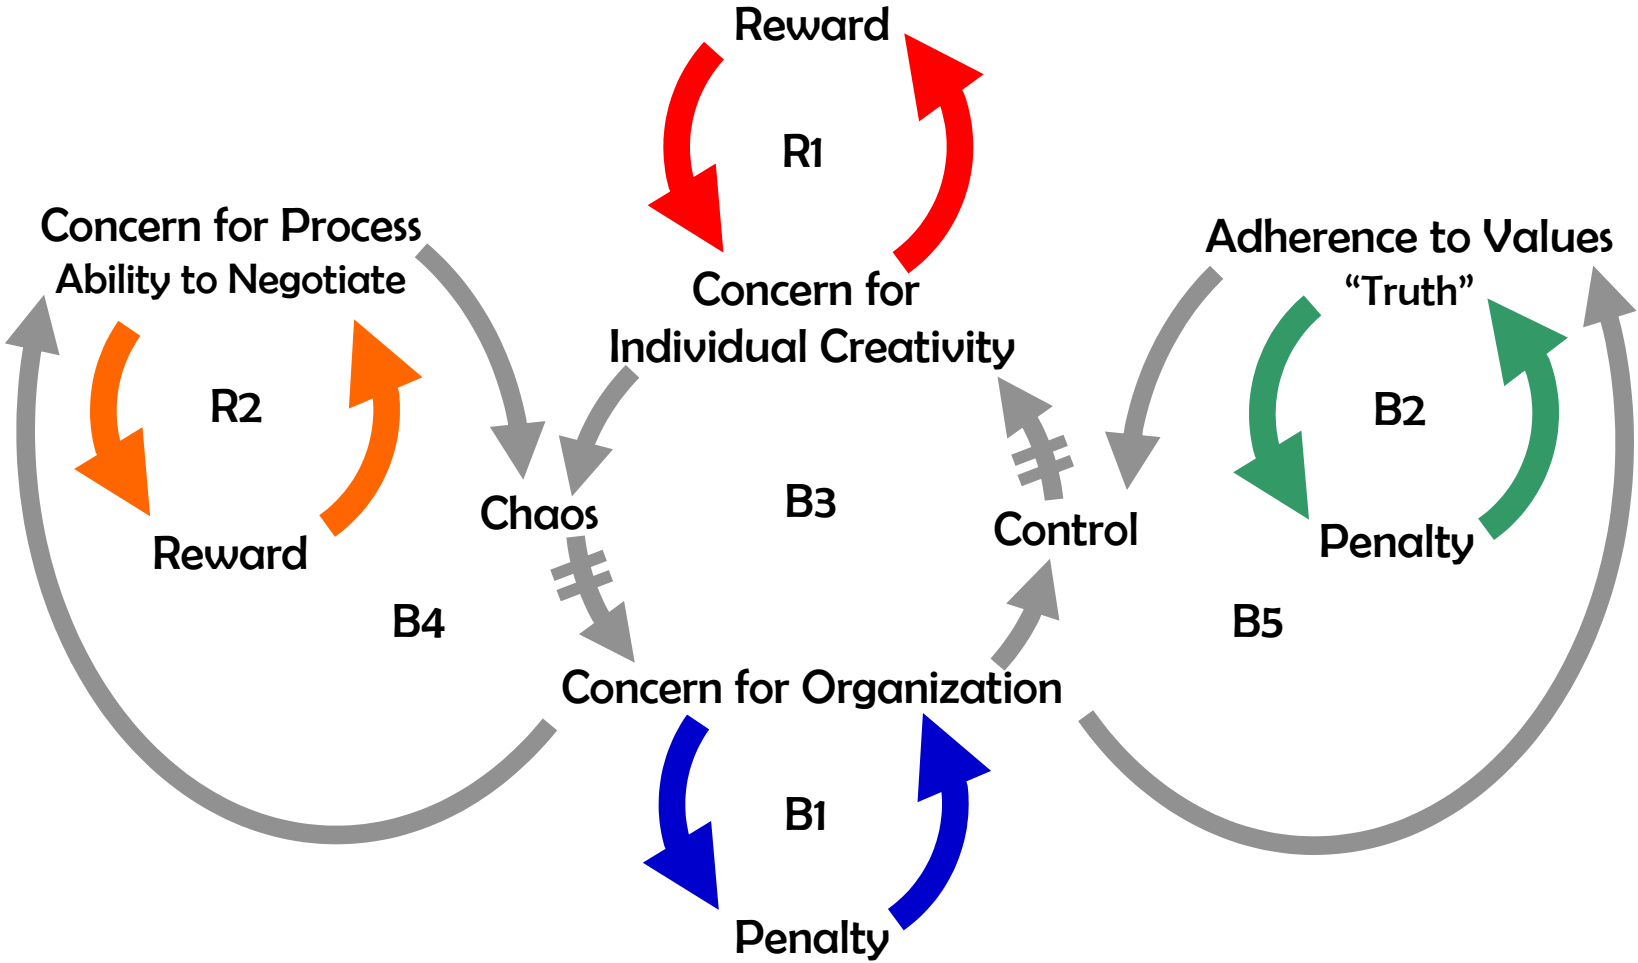 Reward
R1
Concern for Process
Ability to Negotiate
R2
Reward
B4
Concern for
Individual Creativity
Chaos
B3
Control
Adherence to Values
“Truth”
B2
Penalty
B5
Concern for Organization
B1
Penalty